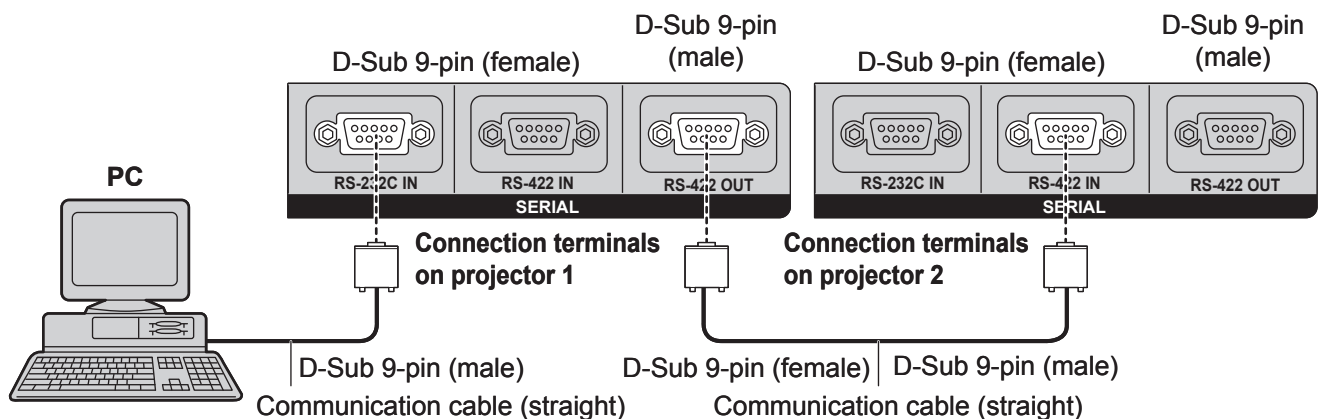 D-Sub 9-pin
(male)
D-Sub 9-pin (female)
D-Sub 9-pin
(male)
D-Sub 9-pin (female)
PC
RS-232C IN
RS-422 IN
RS-422 OUT
SERIAL
RS-232C IN
RS-422 IN
RS-422 OUT
SERIAL
Connection terminals
on projector 1
Connection terminals
on projector 2
D-Sub 9-pin (male)
Communication cable (straight)
D-Sub 9-pin (female)
D-Sub 9-pin (male)
Communication cable (straight)